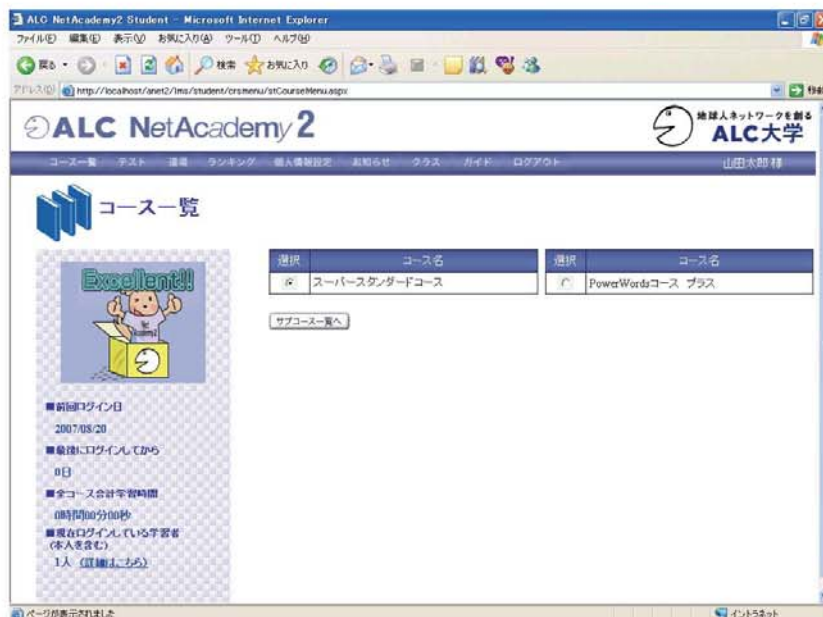 ALC NetAcademy2 Student - Microsoft Internet Explorer
ファイル(F) 編集(E) 表示(V) お気に入り(A) ツール(T) ヘルプ(H)
戻る 検索 お気に入り
アドレス(D) http://localhost/anet2/lms/student/crsmenu/stCourseMenu.aspx 移動
ALC NetAcademy 2
地球人ネットワークを創る
ALC大学
コース一覧 テスト 道場 ランキング 個人情報設定 お知らせ クラス ガイド ログアウト 山田太郎 様
コース一覧
選択 コース名 選択 コース名
スーパースタンダードコース PowerWordsコース プラス
サブコース一覧へ
Excellent!!
■前回ログイン日
2007/08/20
■最後にログインしてから
0日
■全コース合計学習時間
0時間00分00秒
■現在ログインしている学習者
(本人を含む)
1人 (詳細はこちら)
ページが表示されました イントラネット